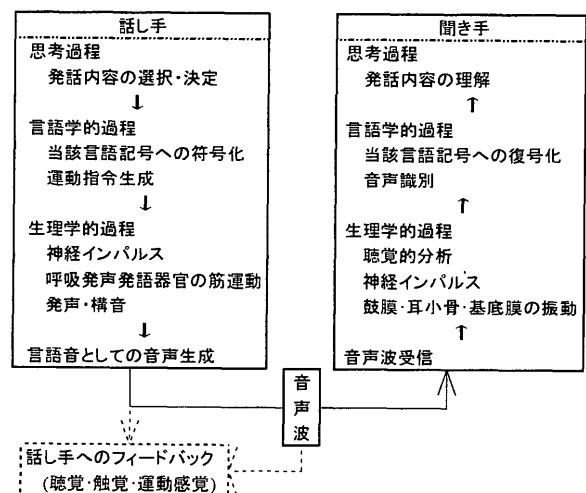 話し手
思考過程
発話内容の選択・決定
↓
言語学的過程
当該言語記号への符号化
運動指令生成
↓
生理学的過程
神経インパルス
呼吸発声発語器官の筋運動
発声・構音
↓
言語音としての音声生成
聞き手
思考過程
発話内容の理解
↑
言語学的過程
当該言語記号への復号化
音声識別
↑
生理学的過程
聴覚的分析
神経インパルス
鼓膜・耳小骨・基底膜の振動
↑
音声波受信
音声波
話し手へのフィードバック
(聴覚・触覚・運動感覚)